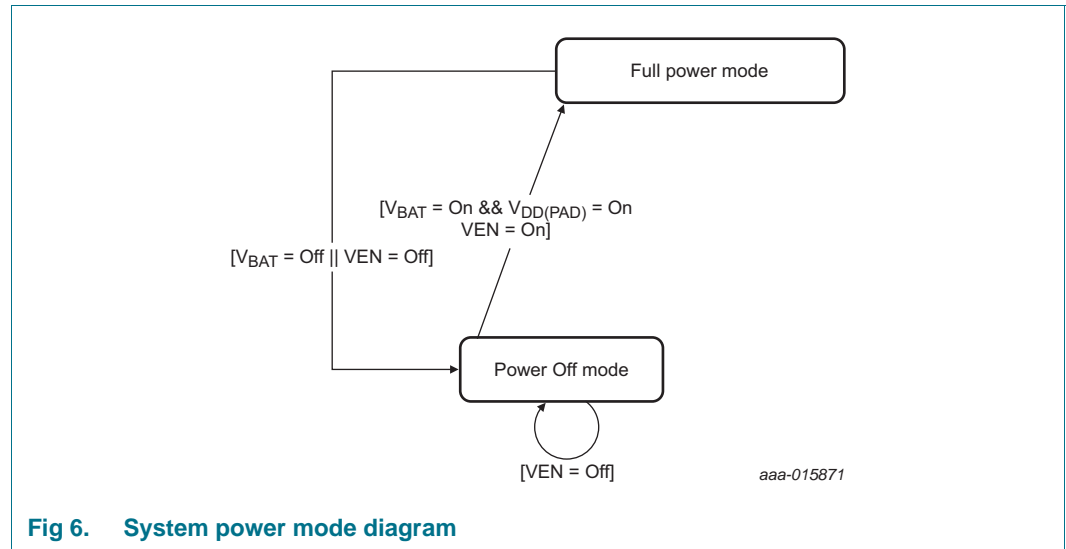 Full power mode
[VBAT = On && VDD(PAD) = On
VEN = On]
[VBAT = Off || VEN = Off]
Power Off mode
[VEN = Off]
aaa-015871
Fig 6. System power mode diagram